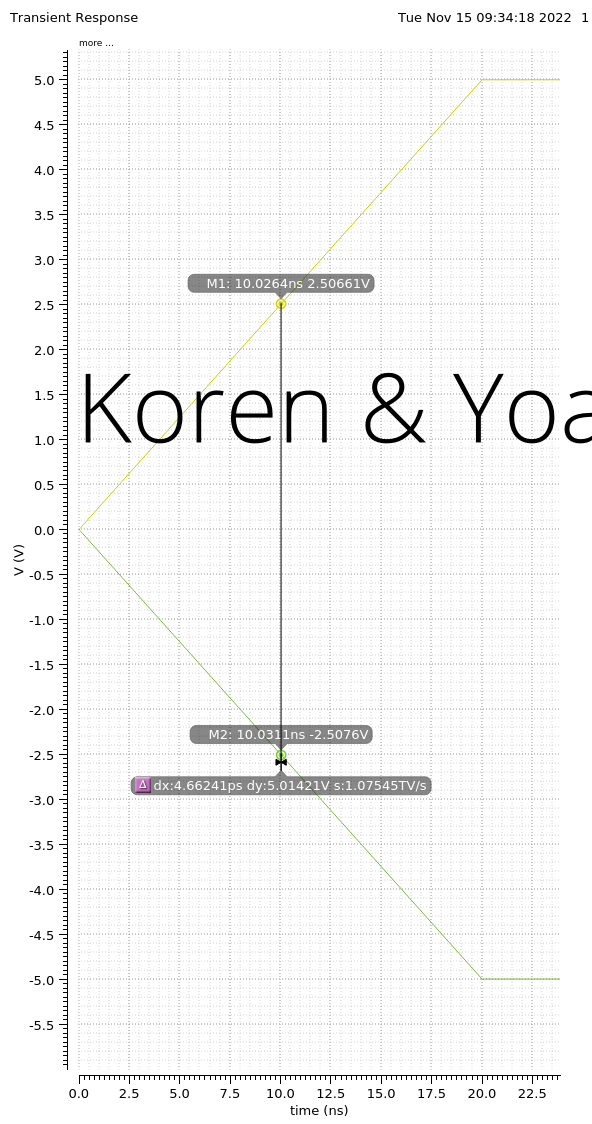 Transient Response Tue Nov 15 09:34:18 2022 1
more ...
5.0
4.5
4.0
3.5
3.0
M1: 10.0264ns 2.50661V
2.5
2.0
1.5
Koren & Yoa
1.0
0.5
0.0
V (V)
-0.5
-1.0
-1.5
-2.0
M2: 10.0311ns -2.5076V
-2.5
Δ dx:4.66241ps dy:5.01421V s:1.07545TV/s
-3.0
-3.5
-4.0
-4.5
-5.0
-5.5
0.0 2.5 5.0 7.5 10.0 12.5 15.0 17.5 20.0 22.5
time (ns)